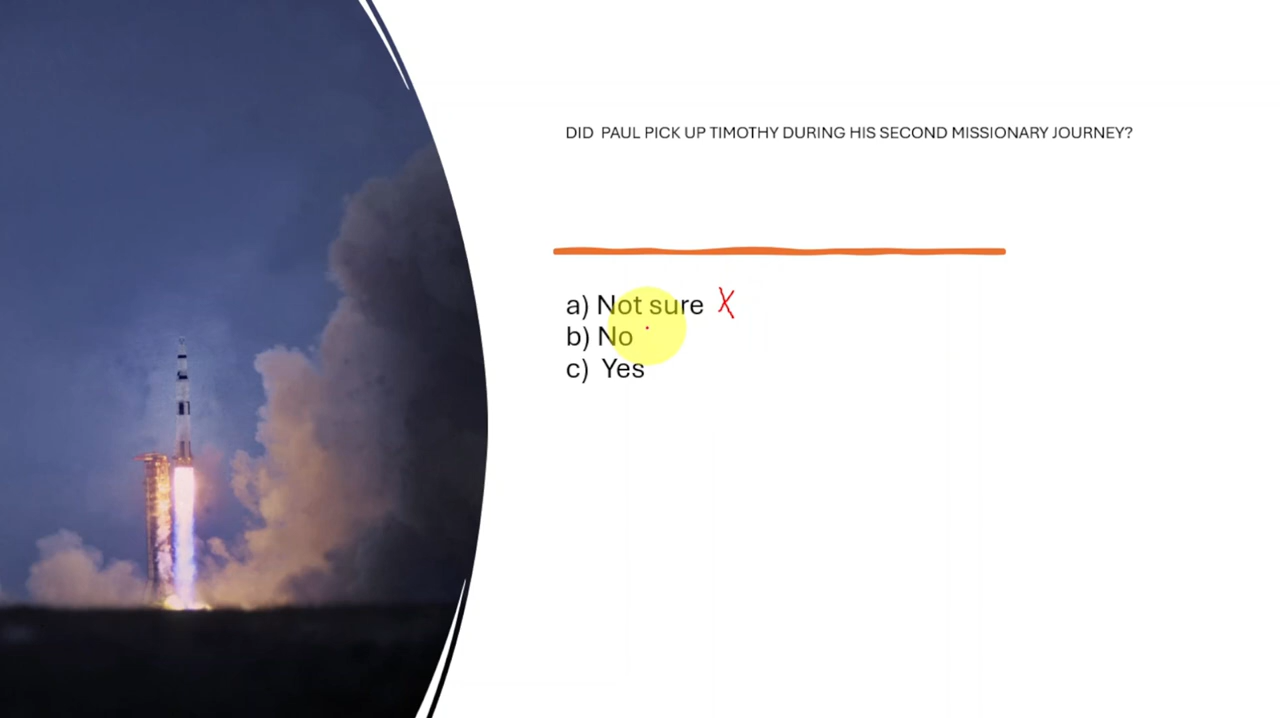 DID PAUL PICK UP TIMOTHY DURING HIS SECOND MISSIONARY JOURNEY?
a) Not sure X
b) No
c) Yes